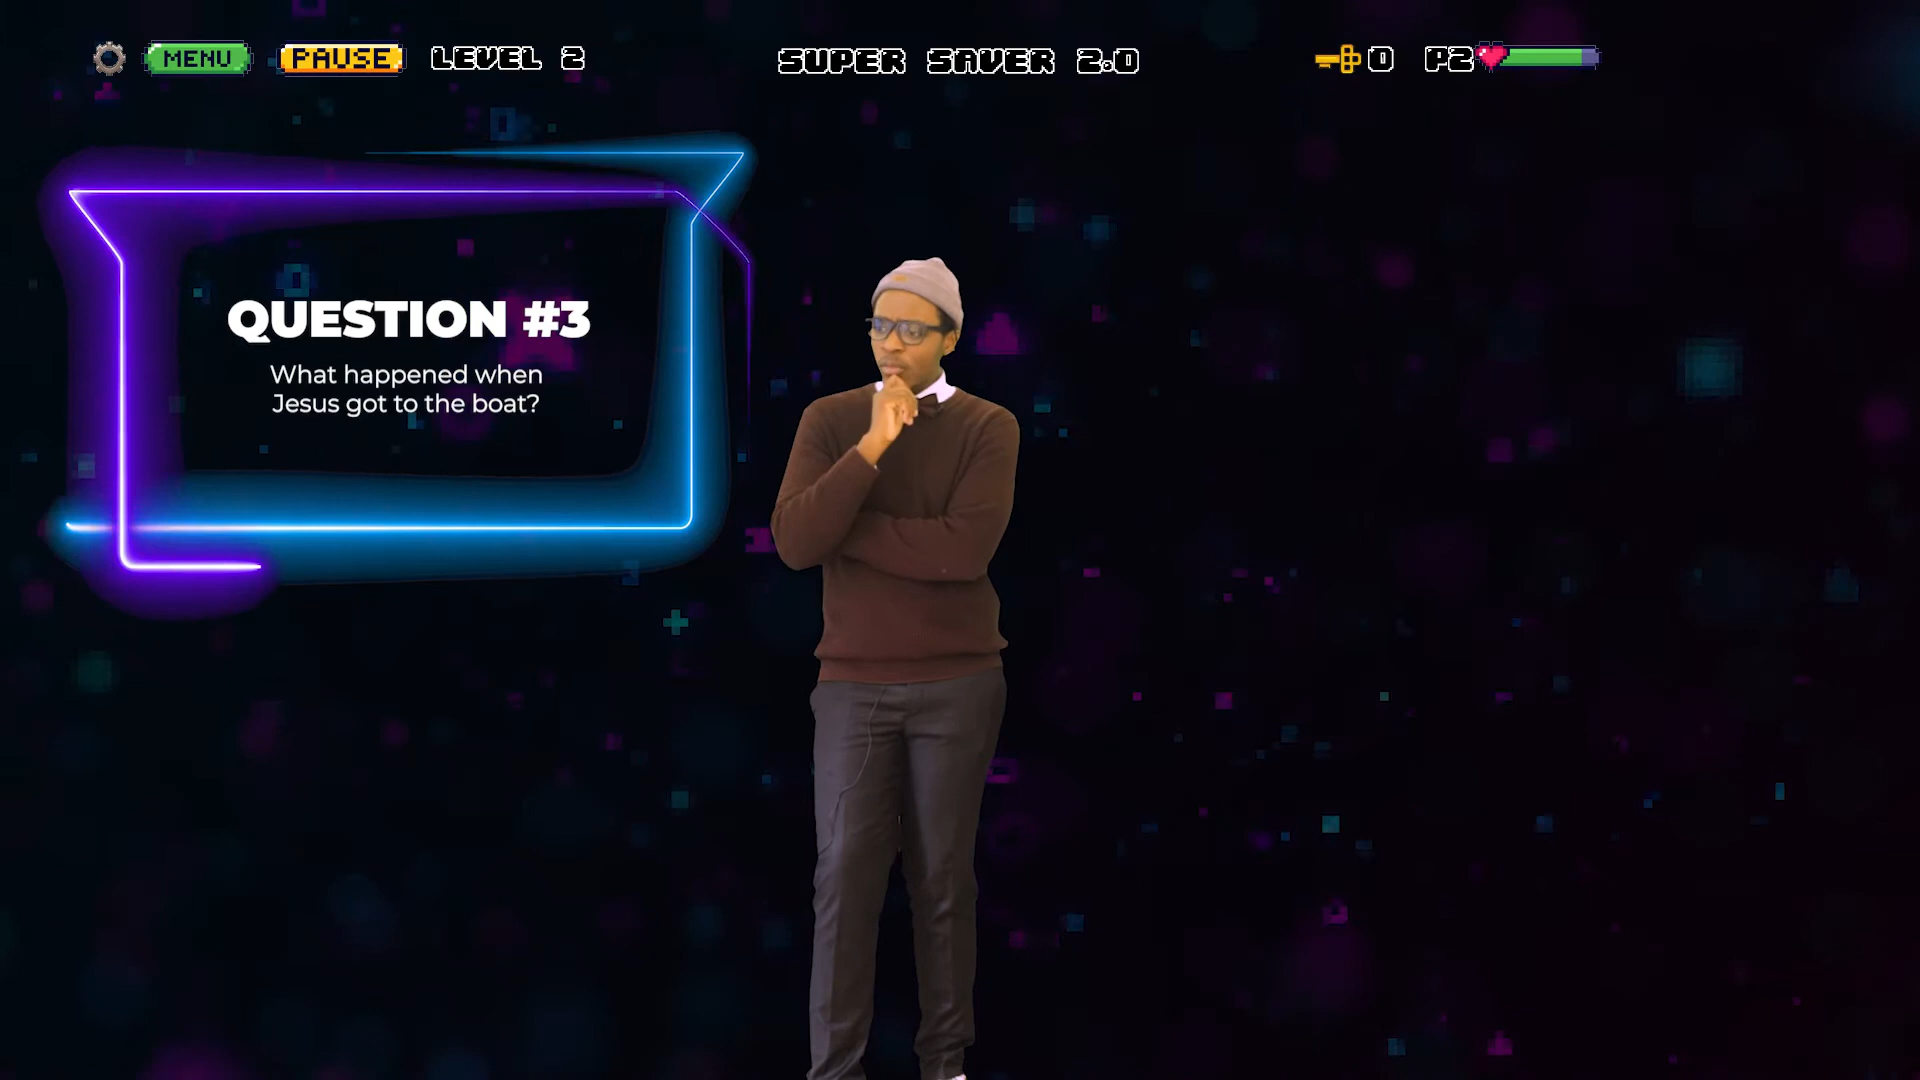 MENU PAUSE LEVEL 2 SUPER SAVER 2.0 0 P2
QUESTION #3
What happened when
Jesus got to the boat?